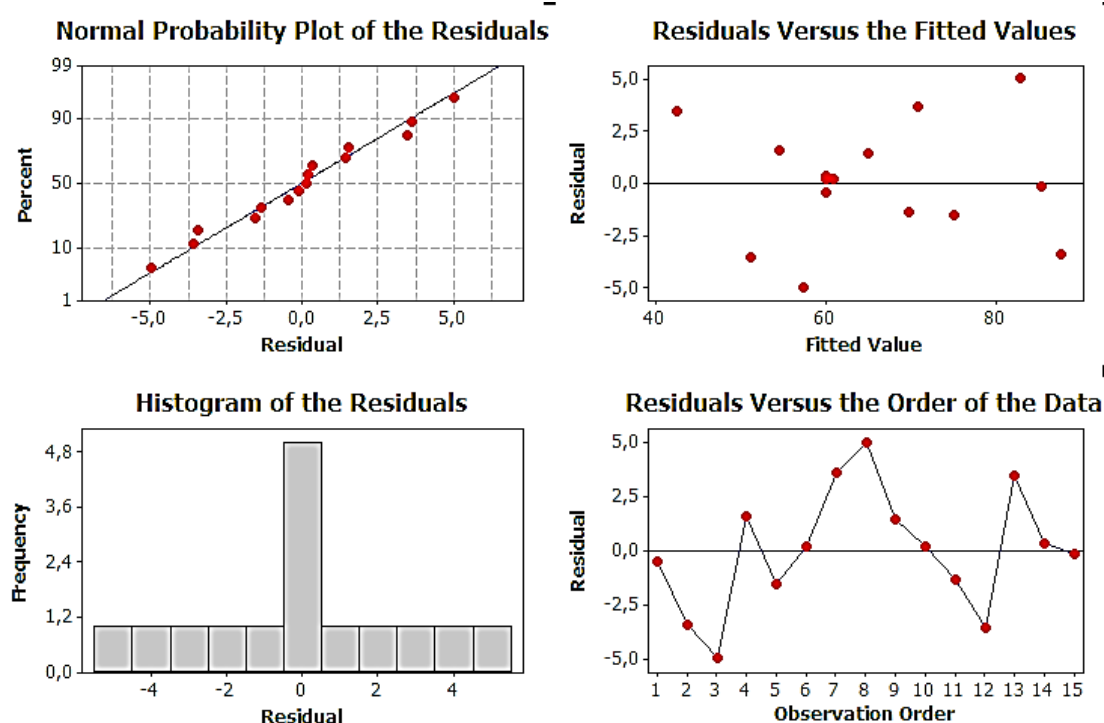 Normal Probability Plot of the Residuals
99
90
50
10
1
Percent
-5,0 -2,5 0,0 2,5 5,0
Residual
Residuals Versus the Fitted Values
5,0
2,5
0,0
-2,5
-5,0
Residual
40 60 80
Fitted Value
Histogram of the Residuals
4,8
3,6
2,4
1,2
0,0
Frequency
-4 -2 0 2 4
Residual
Residuals Versus the Order of the Data
5,0
2,5
0,0
-2,5
-5,0
Residual
1 2 3 4 5 6 7 8 9 10 11 12 13 14 15
Observation Order